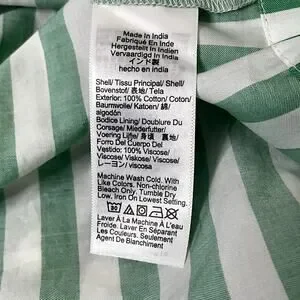 Made In India
Fabriqué En Inde
Hergestellt In Indien
Vervaardigd In India
インド製
hecho en india
Shell/ Tissu Principal/ Shell/
Bovenstof/ 表地/ Tela
Exterior: 100% Cotton/ Coton/
Baumwolle/ Katoen/ 綿/
algodón
Bodice Lining/ Doublure Du
Corsage/ Miederfutter/
Voering Lijfje/ 身頃/
Forro Del Cuerpo Del
Vestido: 100% Viscose/
Viscose/ Viskose/ Viscose/
レーヨン/ viscosa
Machine Wash Cold. With
Like Colors. Non-chlorine
Bleach Only. Tumble Dry
Low. Iron On Lowest Setting.
30
Laver À La Machine À L'eau
Froide. Laver En Séparant
Les Couleurs. Seulement
Agent De Blanchiment